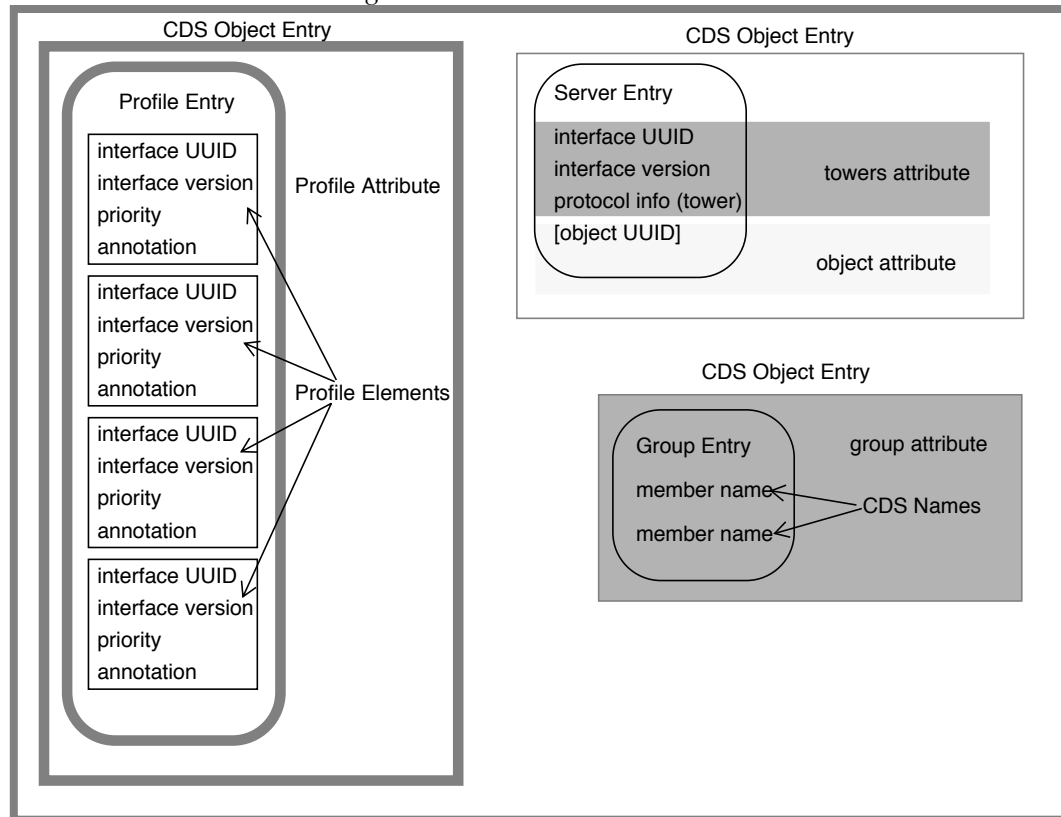 CDS Object Entry
Profile Entry
interface UUID
interface version
priority
annotation
interface UUID
interface version
priority
annotation
interface UUID
interface version
priority
annotation
interface UUID
interface version
priority
annotation
Profile Attribute
Profile Elements
CDS Object Entry
Server Entry
interface UUID
interface version
protocol info (tower)
[object UUID]
towers attribute
object attribute
CDS Object Entry
Group Entry
member name
member name
group attribute
CDS Names